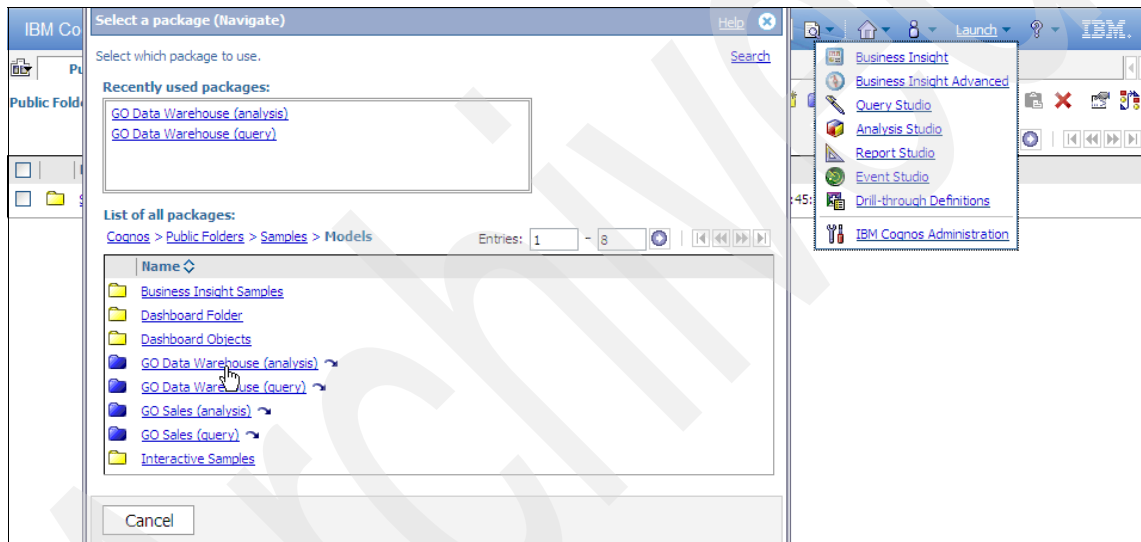 IBM Co
Select a package (Navigate)
Help
Launch
IBM.
Pu
Public Folde
Select which package to use.
Search
Recently used packages:
GO Data Warehouse (analysis)
GO Data Warehouse (query)
List of all packages:
Cognos > Public Folders > Samples > Models
Entries: 1 - 8
Name
Business Insight Samples
Dashboard Folder
Dashboard Objects
GO Data Warehouse (analysis)
GO Data Warehouse (query)
GO Sales (analysis)
GO Sales (query)
Interactive Samples
Cancel
:45:
Business Insight
Business Insight Advanced
Query Studio
Analysis Studio
Report Studio
Event Studio
Drill-through Definitions
IBM Cognos Administration